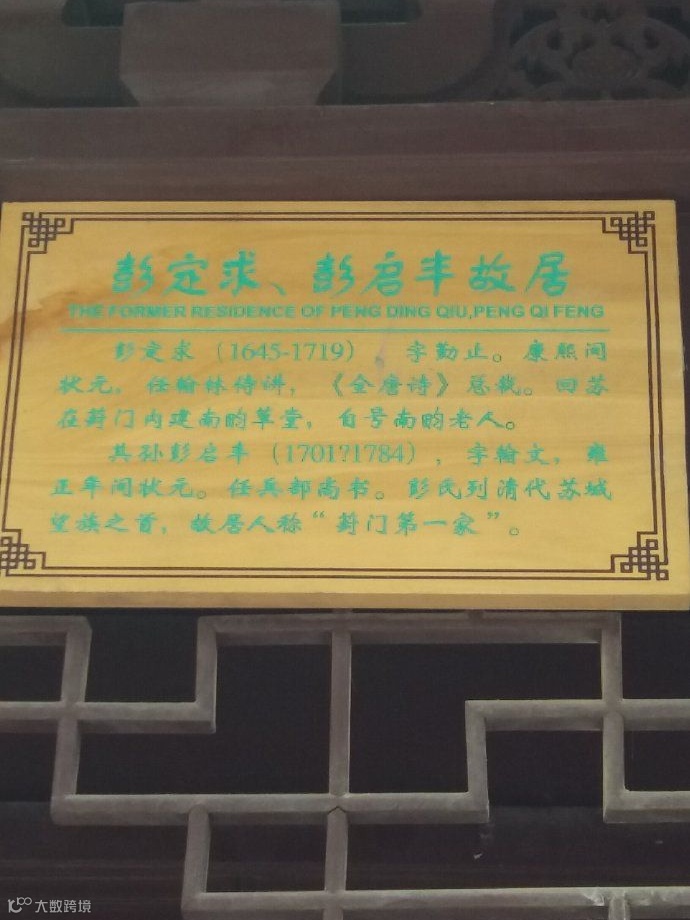 彭定求、彭启丰故居
THE FORMER RESIDENCE OF PENG DING QIU,PENG QI FENG
彭定求（1645-1719），字勤止。康熙间
状元，任翰林侍讲，《全唐诗》总裁。回苏
在葑门内建南畇草堂，自号南畇老人。
其孙彭启丰（1701?1784），字翰文，雍
正年间状元。任兵部尚书。彭氏列清代苏城
望族之首，故居人称“葑门第一家”。
大数跨境